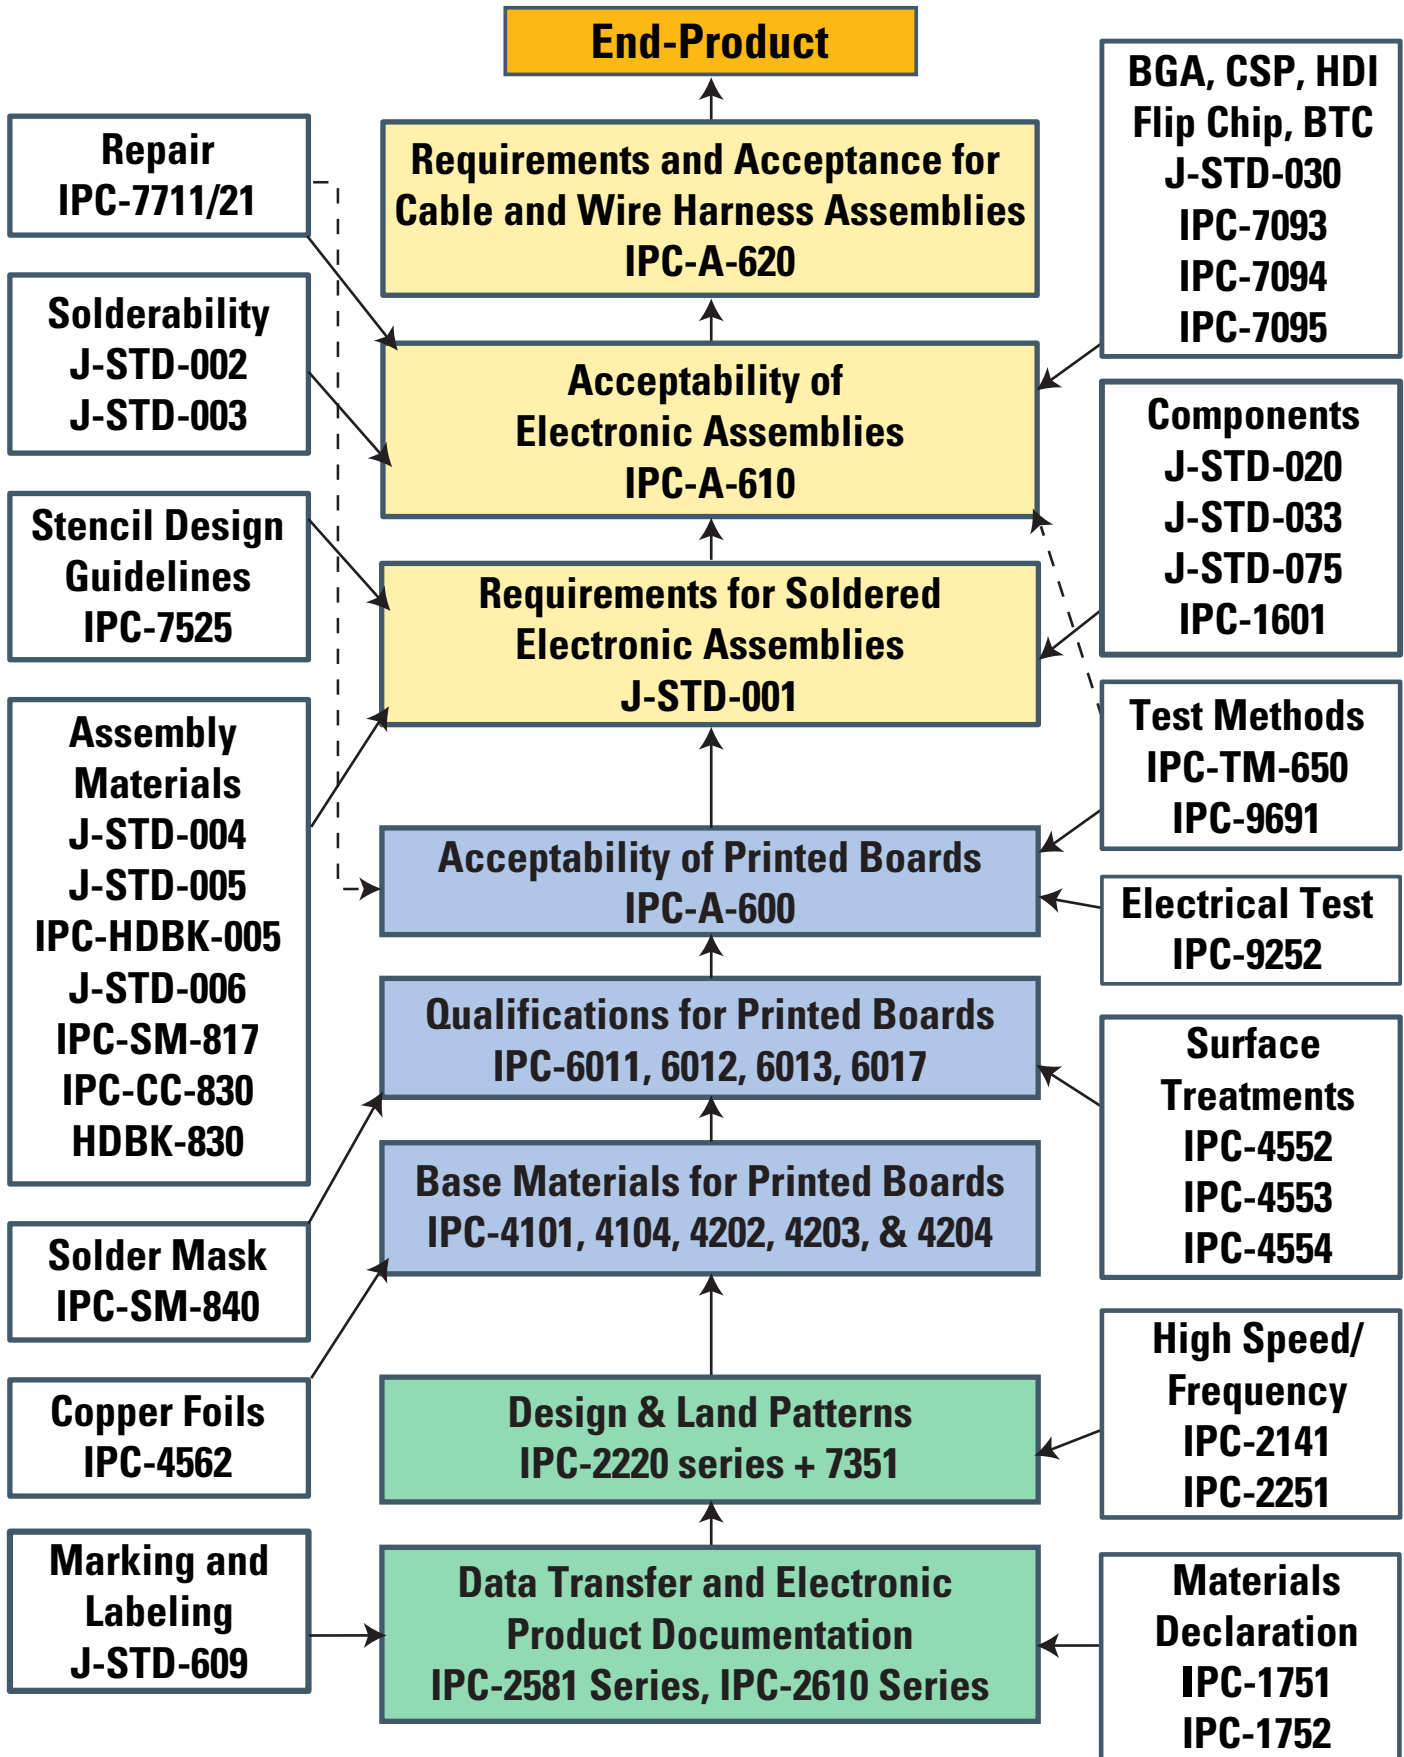 End-Product
Requirements and Acceptance for
Cable and Wire Harness Assemblies
IPC-A-620
Acceptability of
Electronic Assemblies
IPC-A-610
Requirements for Soldered
Electronic Assemblies
J-STD-001
Acceptability of Printed Boards
IPC-A-600
Qualifications for Printed Boards
IPC-6011, 6012, 6013, 6017
Base Materials for Printed Boards
IPC-4101, 4104, 4202, 4203, & 4204
Design & Land Patterns
IPC-2220 series + 7351
Data Transfer and Electronic
Product Documentation
IPC-2581 Series, IPC-2610 Series
Repair
IPC-7711/21
Solderability
J-STD-002
J-STD-003
Stencil Design
Guidelines
IPC-7525
Assembly
Materials
J-STD-004
J-STD-005
IPC-HDBK-005
J-STD-006
IPC-SM-817
IPC-CC-830
HDBK-830
Solder Mask
IPC-SM-840
Copper Foils
IPC-4562
Marking and
Labeling
J-STD-609
BGA, CSP, HDI
Flip Chip, BTC
J-STD-030
IPC-7093
IPC-7094
IPC-7095
Components
J-STD-020
J-STD-033
J-STD-075
IPC-1601
Test Methods
IPC-TM-650
IPC-9691
Electrical Test
IPC-9252
Surface
Treatments
IPC-4552
IPC-4553
IPC-4554
High Speed/
Frequency
IPC-2141
IPC-2251
Materials
Declaration
IPC-1751
IPC-1752